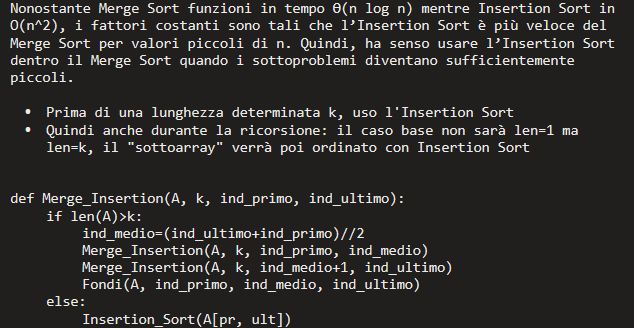 Nonostante Merge Sort funzioni in tempo θ(n log n) mentre Insertion Sort in
O(n^2), i fattori costanti sono tali che l’Insertion Sort è più veloce del
Merge Sort per valori piccoli di n. Quindi, ha senso usare l’Insertion Sort
dentro il Merge Sort quando i sottoproblemi diventano sufficientemente
piccoli.
• Prima di una lunghezza determinata k, uso l'Insertion Sort
• Quindi anche durante la ricorsione: il caso base non sarà len=1 ma
len=k, il "sottoarray" verrà poi ordinato con Insertion Sort
def Merge_Insertion(A, k, ind_primo, ind_ultimo):
    if len(A)>k:
        ind_medio=(ind_ultimo+ind_primo)//2
        Merge_Insertion(A, k, ind_primo, ind_medio)
        Merge_Insertion(A, k, ind_medio+1, ind_ultimo)
        Fondi(A, ind_primo, ind_medio, ind_ultimo)
    else:
        Insertion_Sort(A[pr, ult])